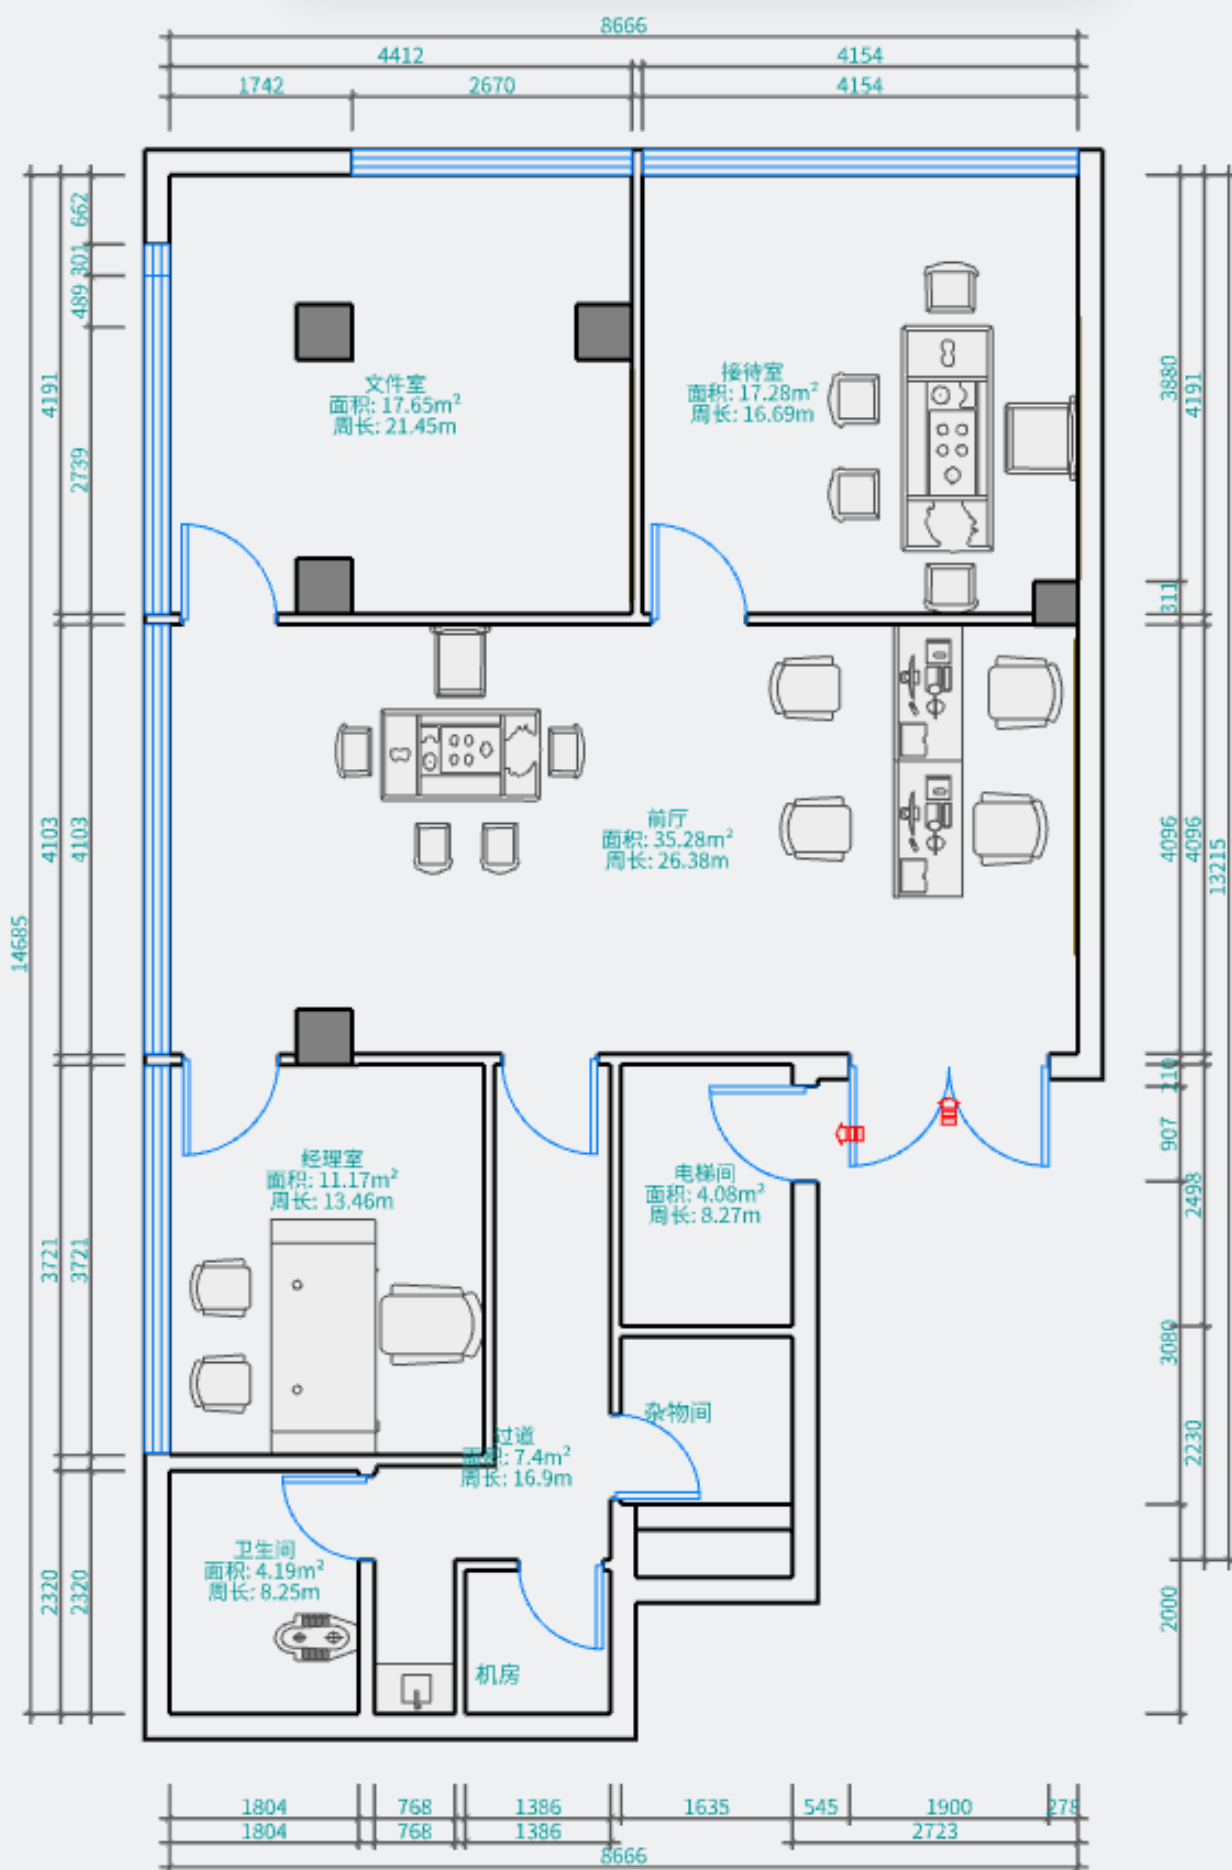 8666
4412
4154
1742
2670
4154
662
301
489
4191
2739
3880
4191
文件室
面积: 17.65m²
周长: 21.45m
接待室
面积: 17.28m²
周长: 16.69m
311
4103
4103
14685
前厅
面积: 35.28m²
周长: 26.38m
4096
4096
13215
210
907
2498
经理室
面积: 11.17m²
周长: 13.46m
电梯间
面积: 4.08m²
周长: 8.27m
3721
3721
3080
2230
杂物间
过道
面积: 7.4m²
周长: 16.9m
卫生间
面积: 4.19m²
周长: 8.25m
2320
2320
2000
机房
1804
768
1386
1635
545
1900
278
1804
768
1386
2723
8666